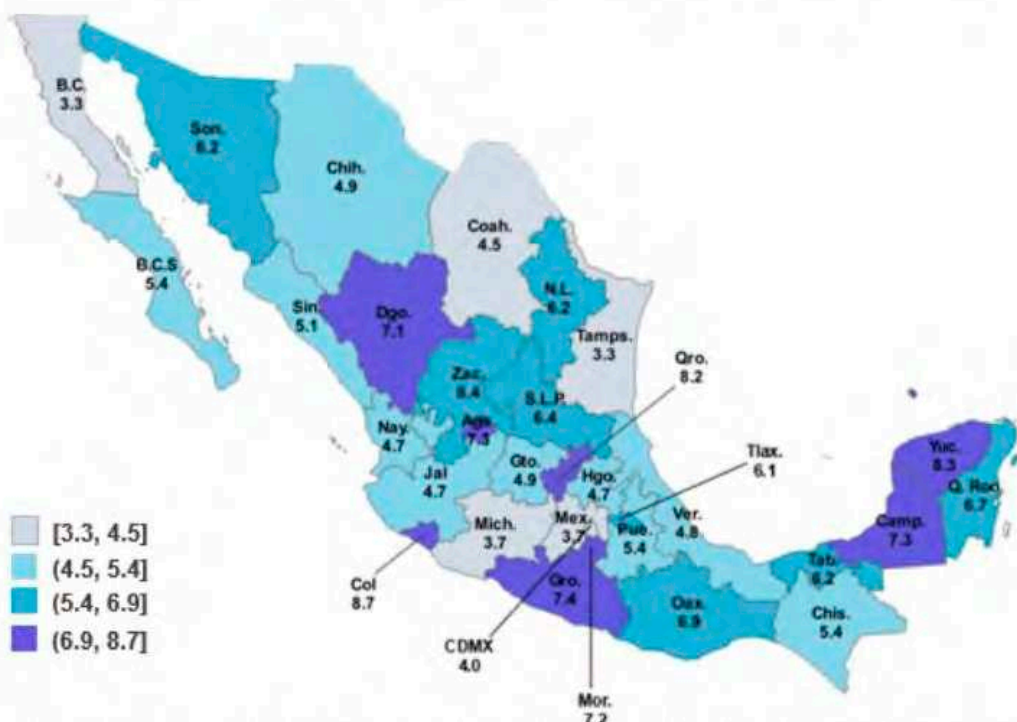 B.C.
3.3
Son.
6.2
Chih.
4.9
Coah.
4.5
B.C.S
5.4
Sin.
5.1
Dgo.
7.1
N.L.
6.2
Tamps.
3.3
Qro.
8.2
Zac.
6.4
S.L.P.
6.4
Ags.
7.3
Nay.
4.7
Jal
4.7
Gto.
4.9
Hgo.
4.7
Tlax.
6.1
Yuc.
8.3
Q. Roo.
6.7
Camp.
7.3
Mich.
3.7
Mex.
3.7
Pue.
5.4
Ver.
4.8
Tab.
6.2
Chis.
5.4
Col
8.7
Gro.
7.4
Oax.
6.9
CDMX
4.0
Mor.
7.2
[3.3, 4.5]
(4.5, 5.4]
(5.4, 6.9]
(6.9, 8.7]